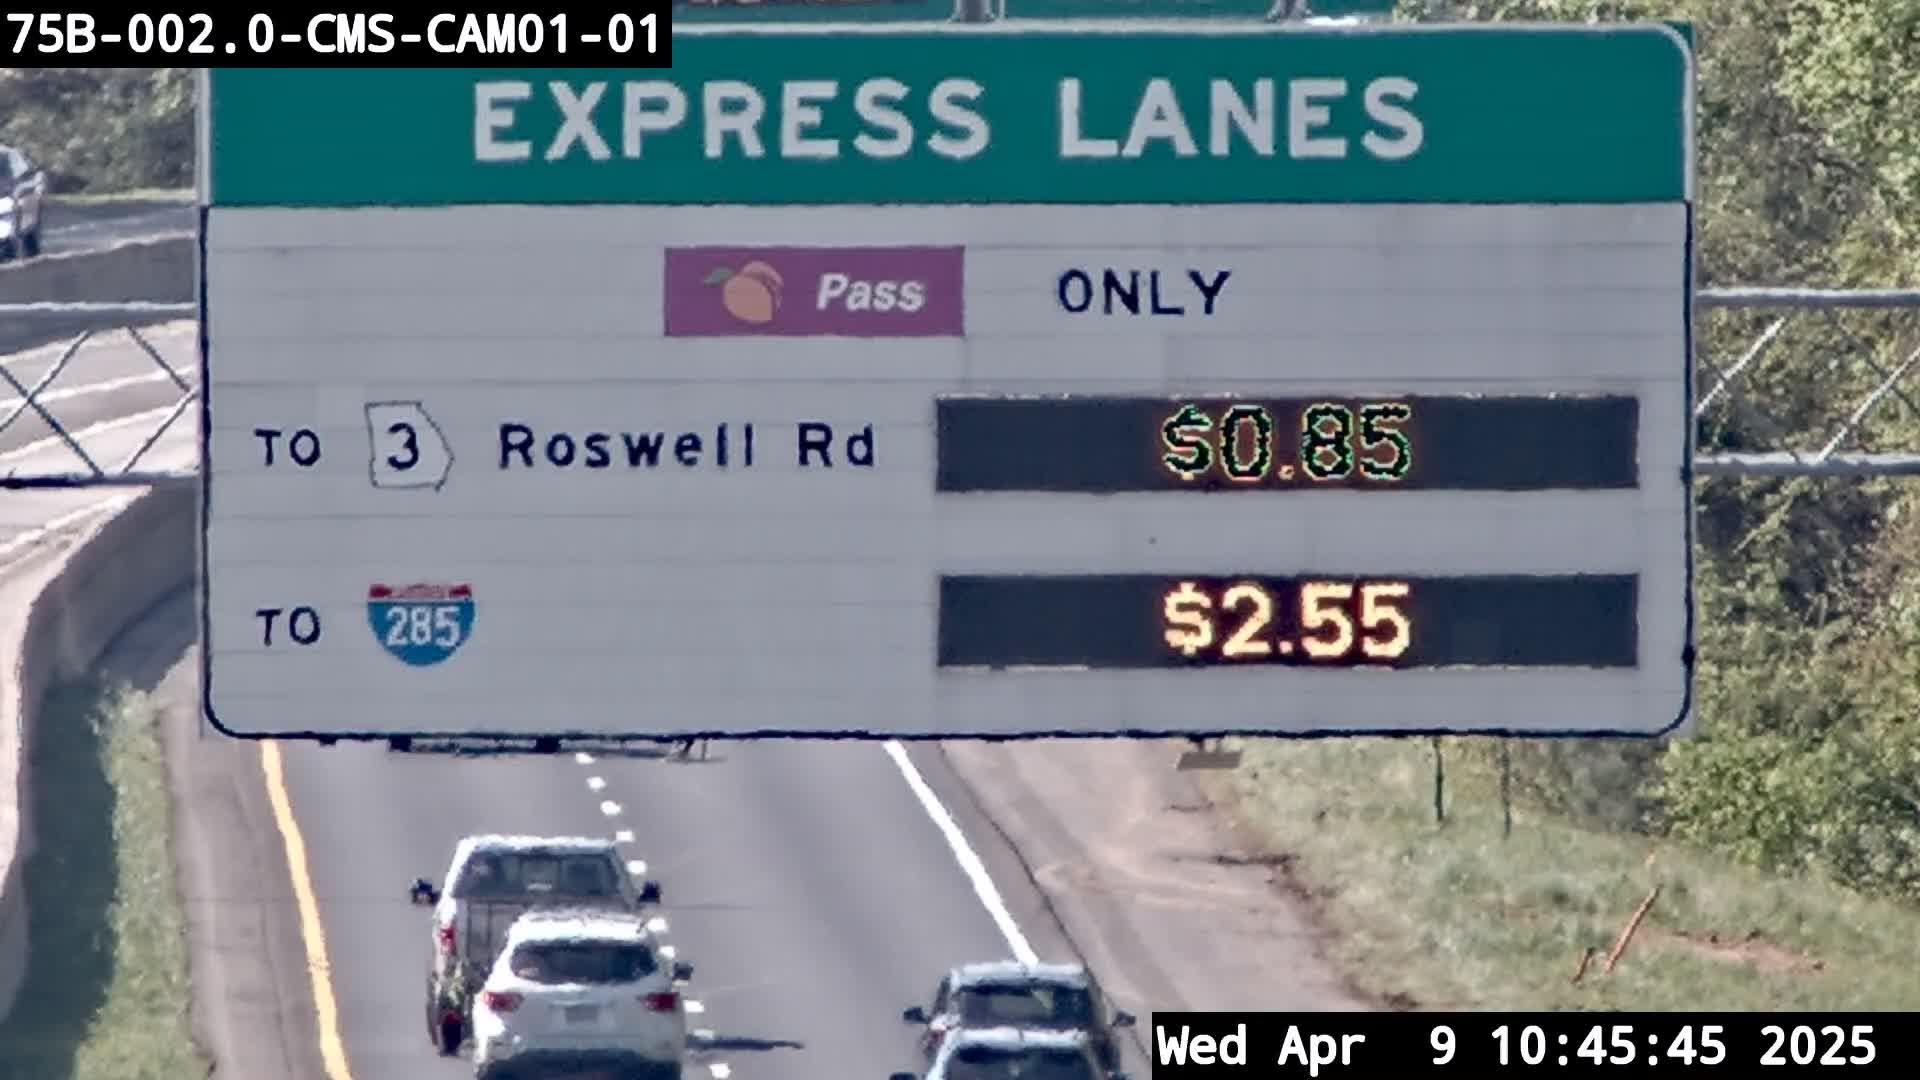 75B-002.0-CMS-CAM01-01
EXPRESS LANES
Pass ONLY
TO 3 Roswell Rd $0.85
TO 285 $2.55
Wed Apr 9 10:45:45 2025